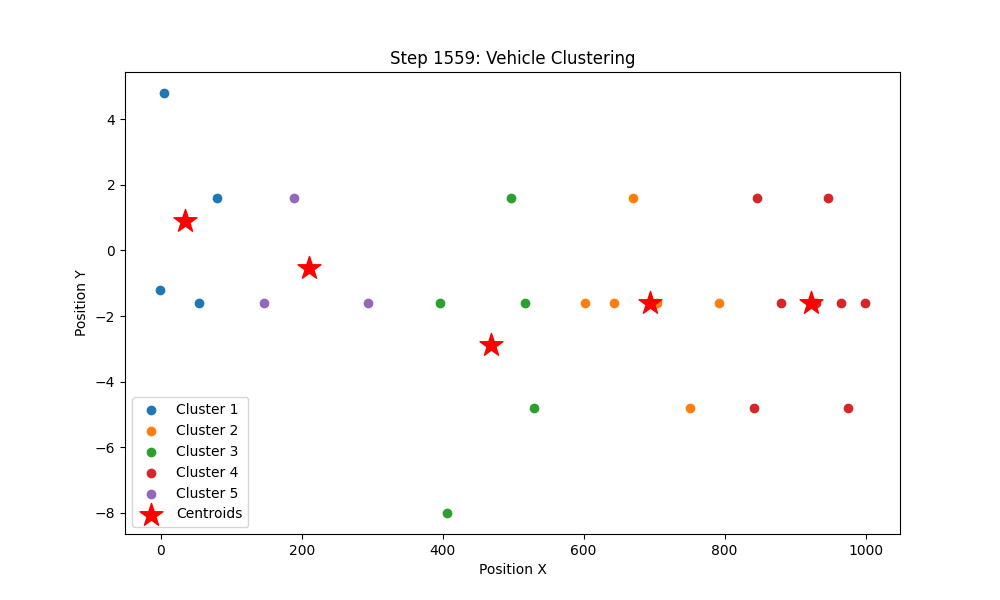 Step 1559: Vehicle Clustering
Position Y
4
2
0
−2
−4
−6
−8
Cluster 1
Cluster 2
Cluster 3
Cluster 4
Cluster 5
Centroids
0 200 400 600 800 1000
Position X